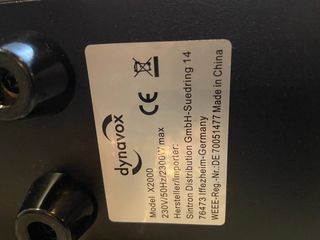 dynavox
Model X2000
230V/50Hz/2300W max
Hersteller/Importer:
Sintron Distribution GmbH-Suedring 14
76473 Iffezheim-Germany
WEEE-Reg.-Nr.:DE 70051477 Made in China